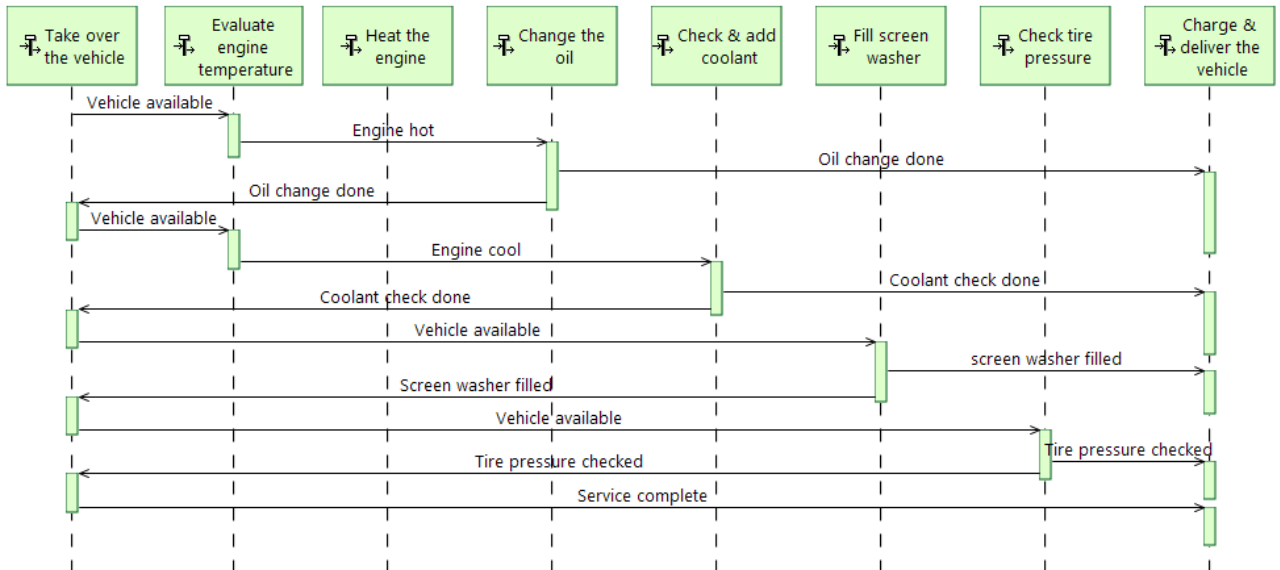 Take over
the vehicle
Evaluate
engine
temperature
Heat the
engine
Change the
oil
Check & add
coolant
Fill screen
washer
Check tire
pressure
Charge &
deliver the
vehicle
Vehicle available
Engine hot
Oil change done
Oil change done
Vehicle available
Engine cool
Coolant check done
Coolant check done
Vehicle available
screen washer filled
Screen washer filled
Vehicle available
Tire pressure checked
Tire pressure checked
Service complete